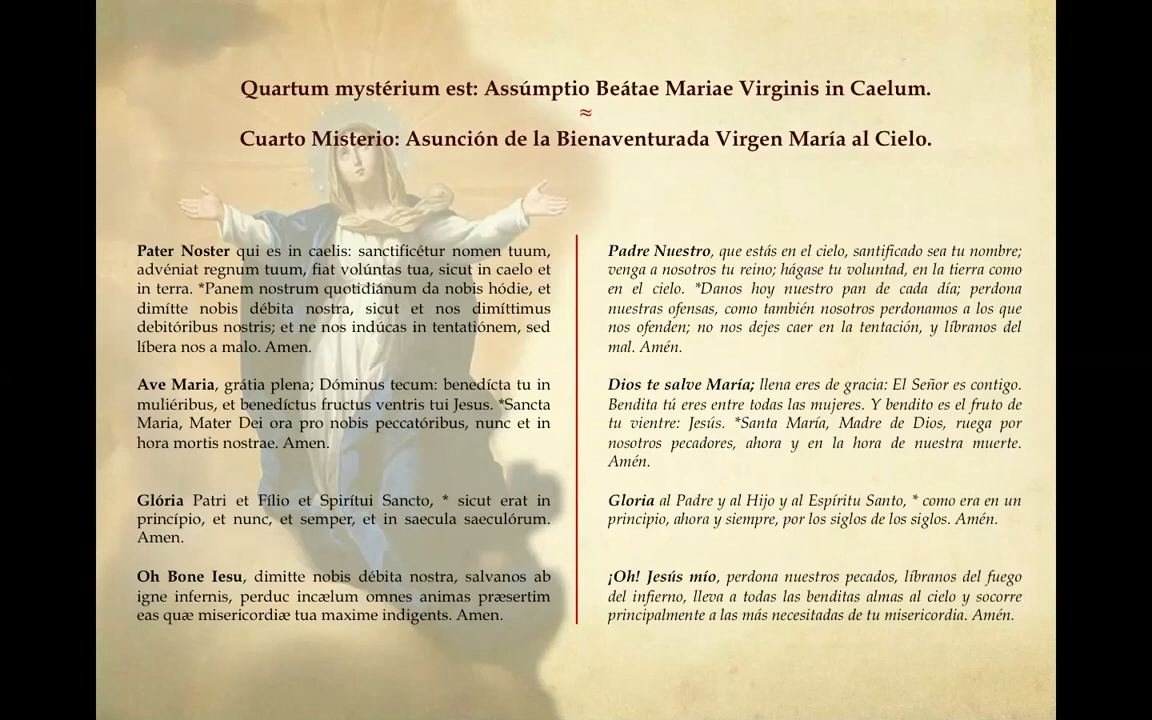 Quartum mystérium est: Assúmptio Beátae Mariae Virginis in Caelum.
≈
Cuarto Misterio: Asunción de la Bienaventurada Virgen María al Cielo.
Pater Noster qui es in caelis: sanctificétur nomen tuum,
advéniat regnum tuum, fiat volúntas tua, sicut in caelo et
in terra. *Panem nostrum quotidiánum da nobis hódie, et
dimítte nobis débita nostra, sicut et nos dimíttimus
debitóribus nostris; et ne nos indúcas in tentatiónem, sed
líbera nos a malo. Amen.
Ave Maria, grátia plena; Dóminus tecum: benedícta tu in
muliéribus, et benedíctus fructus ventris tui Jesus. *Sancta
Maria, Mater Dei ora pro nobis peccatóribus, nunc et in
hora mortis nostrae. Amen.
Glória Patri et Fílio et Spirítui Sancto, * sicut erat in
princípio, et nunc, et semper, et in saecula saeculórum.
Amen.
Oh Bone Iesu, dimitte nobis débita nostra, salvanos ab
igne infernis, perduc incælum omnes animas præsertim
eas quæ misericordiæ tua maxime indigents. Amen.
Padre Nuestro, que estás en el cielo, santificado sea tu nombre;
venga a nosotros tu reino; hágase tu voluntad, en la tierra como
en el cielo. *Danos hoy nuestro pan de cada día; perdona
nuestras ofensas, como también nosotros perdonamos a los que
nos ofenden; no nos dejes caer en la tentación, y líbranos del
mal. Amén.
Dios te salve María; llena eres de gracia: El Señor es contigo.
Bendita tú eres entre todas las mujeres. Y bendito es el fruto de
tu vientre: Jesús. *Santa María, Madre de Dios, ruega por
nosotros pecadores, ahora y en la hora de nuestra muerte.
Amén.
Gloria al Padre y al Hijo y al Espíritu Santo, * como era en un
principio, ahora y siempre, por los siglos de los siglos. Amén.
¡Oh! Jesús mío, perdona nuestros pecados, líbranos del fuego
del infierno, lleva a todas las benditas almas al cielo y socorre
principalmente a las más necesitadas de tu misericordia. Amén.